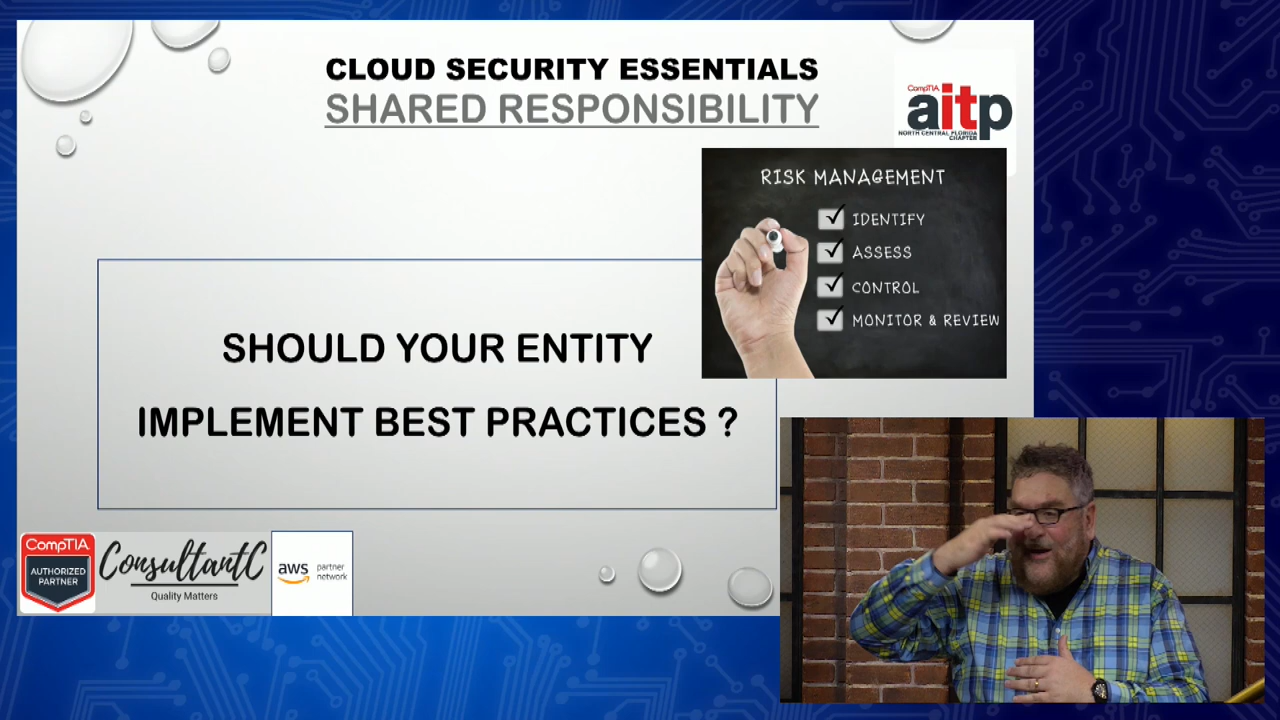 CLOUD SECURITY ESSENTIALS
SHARED RESPONSIBILITY
CompTIA
aitp
NORTH CENTRAL FLORIDA
CHAPTER
RISK MANAGEMENT
IDENTIFY
ASSESS
CONTROL
MONITOR & REVIEW
SHOULD YOUR ENTITY
IMPLEMENT BEST PRACTICES ?
CompTIA
AUTHORIZED
PARTNER
ConsultantC
Quality Matters
aws
partner
network